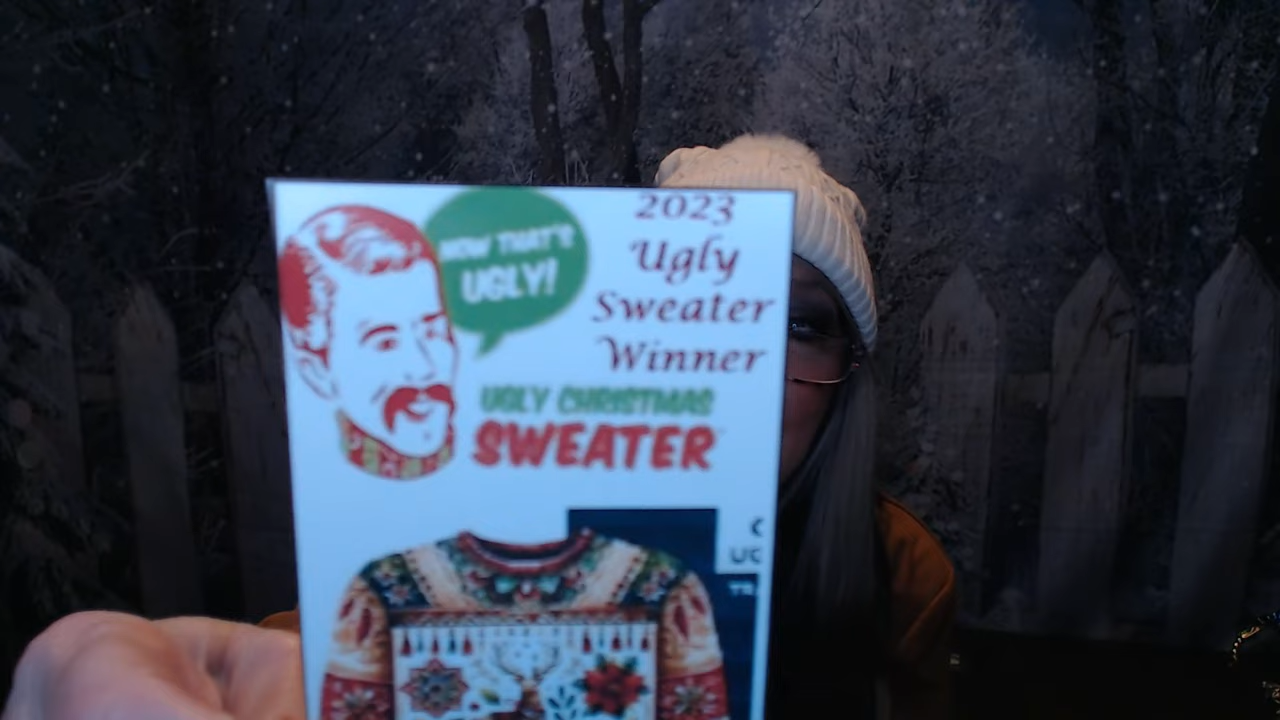 NOW THAT'S
UGLY!
2023
Ugly
Sweater
Winner
UGLY CHRISTMAS
SWEATER